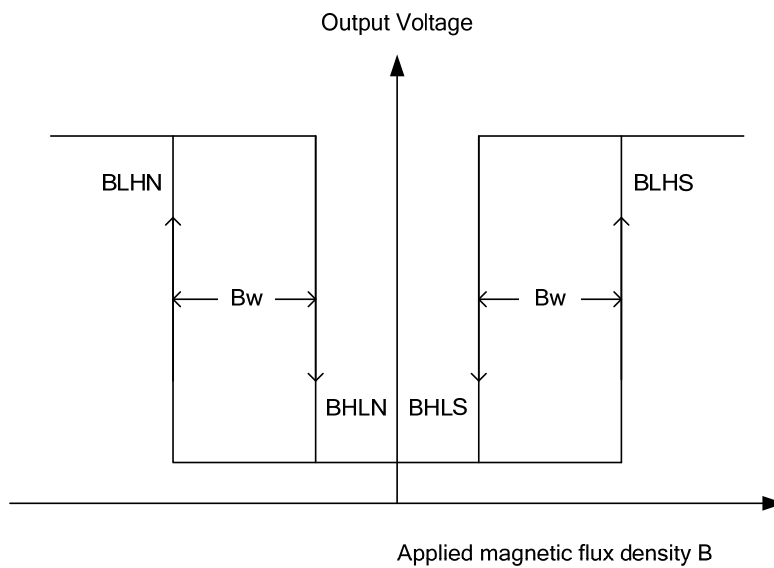 Output Voltage
BLHN
BLHS
Bw
Bw
BHLN
BHLS
Applied magnetic flux density B